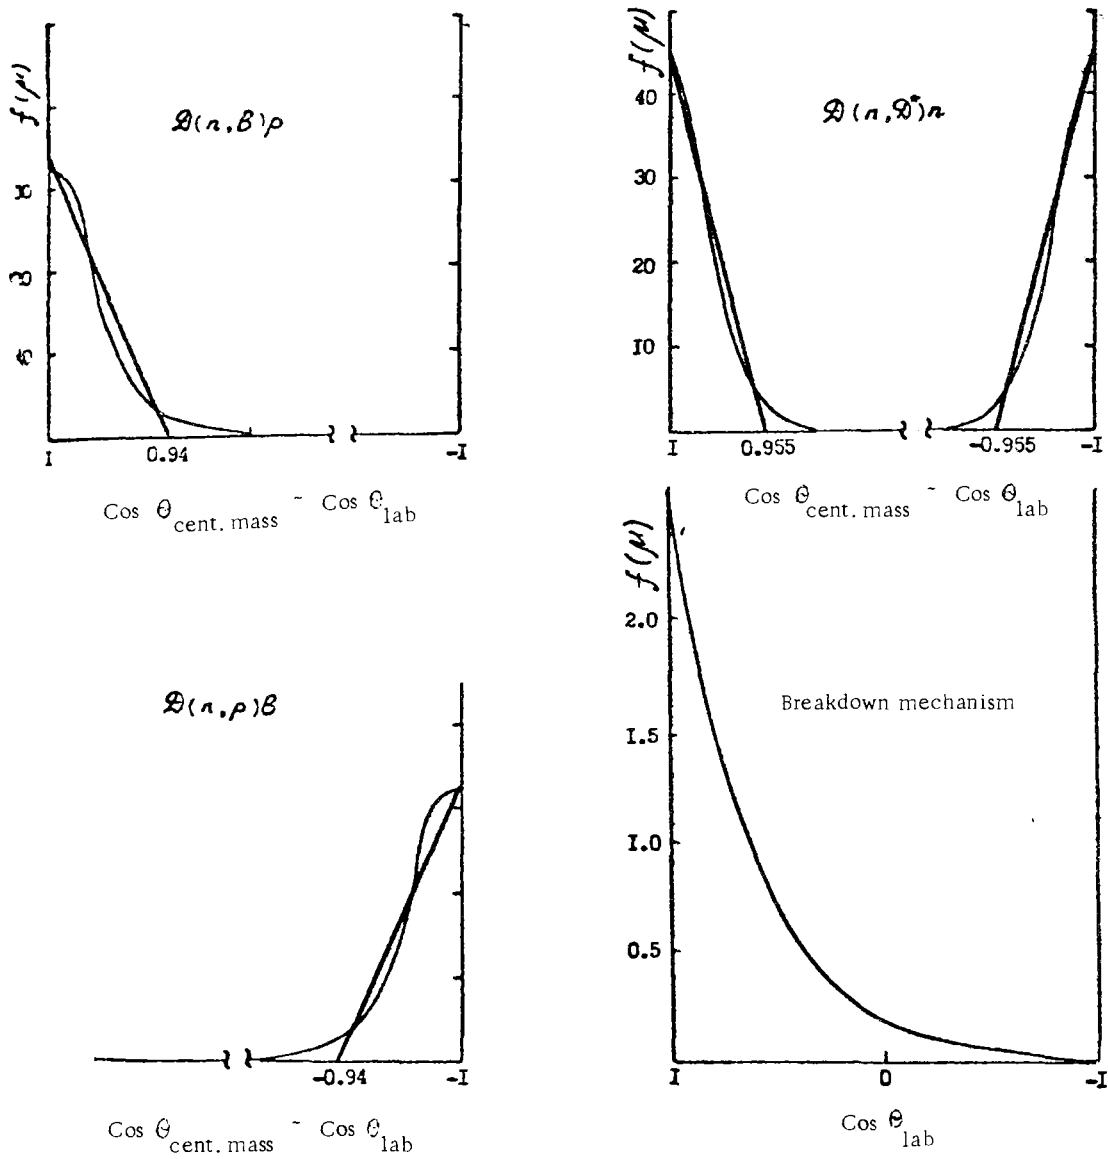 f(μ)
D(n,B)p
I
0.94
-I
Cos θcent. mass ~ Cos θlab
f(μ)
40
30
20
IO
D(n,D*)n
I
0.955
-0.955
-I
Cos θcent. mass ~ Cos θlab
D(n,p)B
-0.94
-I
Cos θcent. mass ~ Cos θlab
f(μ)
2.0
I.5
I.0
0.5
Breakdown mechanism
I
0
-I
Cos θlab